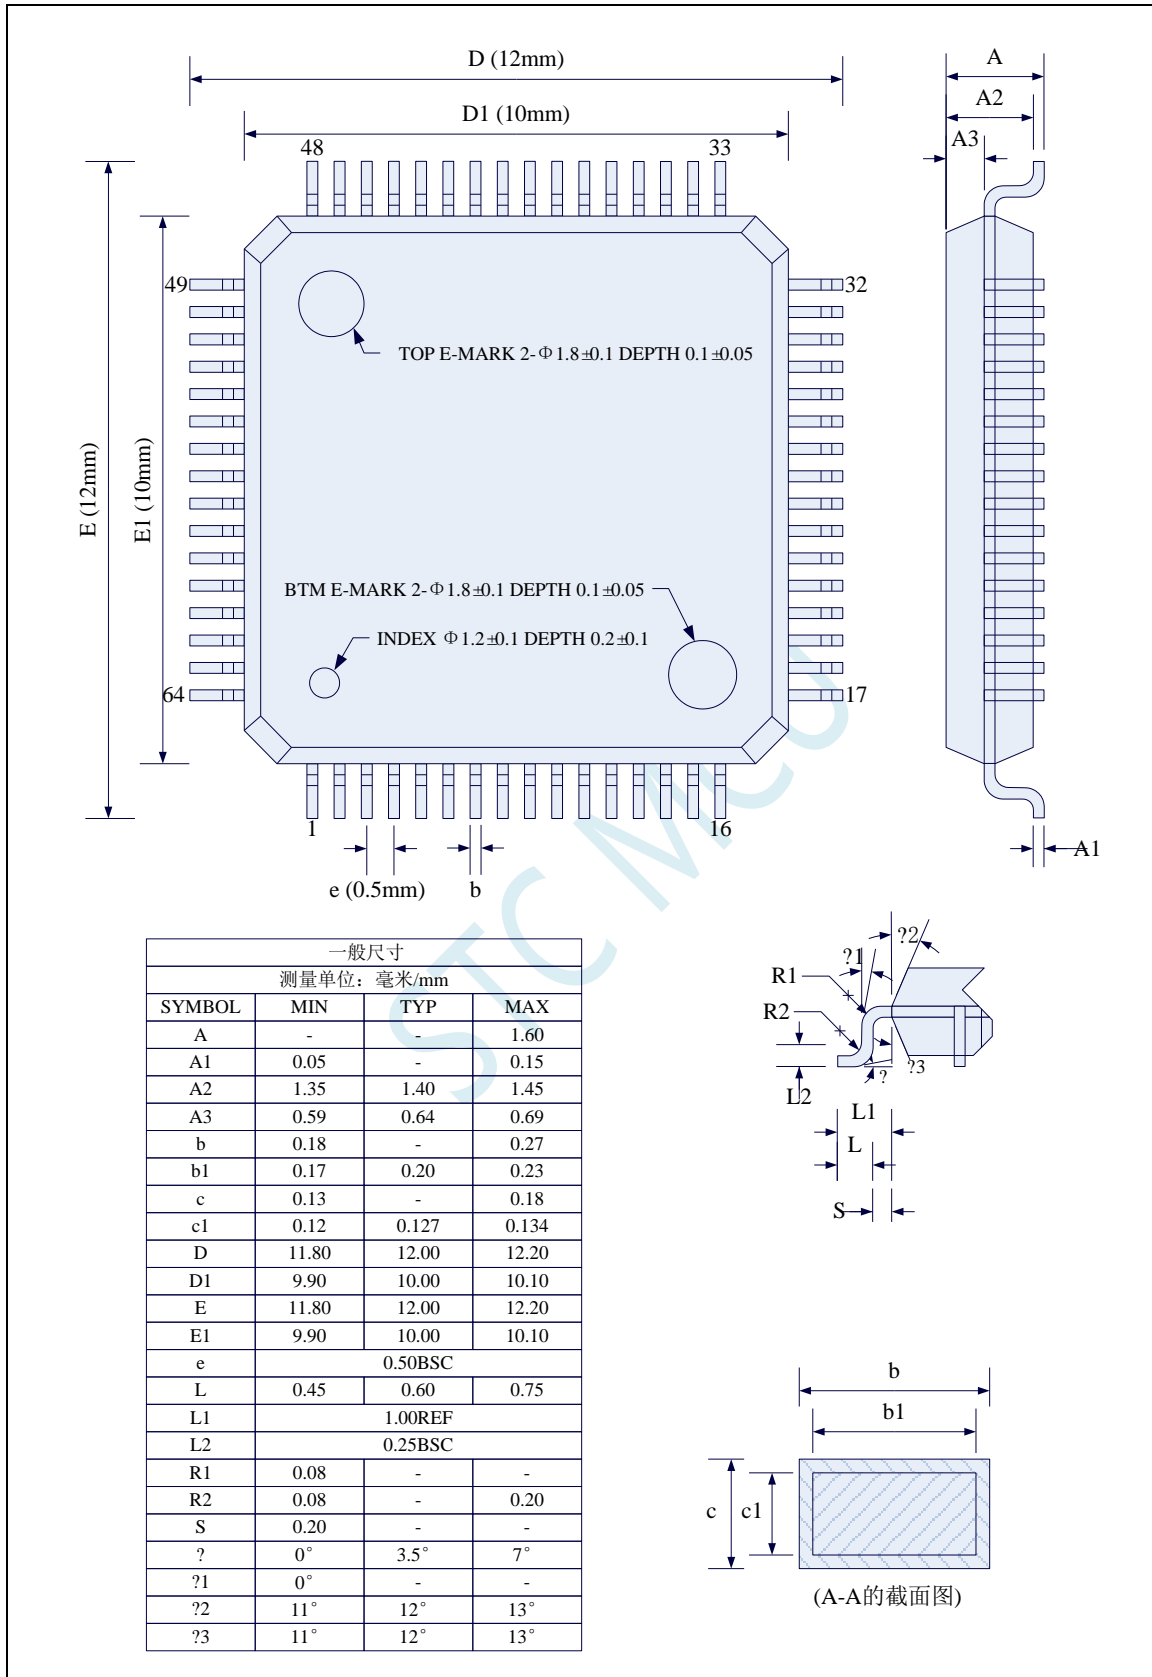 D (12mm)
D1 (10mm)
A
A2
A3
48
33
49
32
TOP E-MARK 2-Φ1.8±0.1 DEPTH 0.1±0.05
E (12mm)
E1 (10mm)
BTM E-MARK 2-Φ1.8±0.1 DEPTH 0.1±0.05
INDEX Φ1.2±0.1 DEPTH 0.2±0.1
64
17
1
16
e (0.5mm)
b
A1
STC MCU
一般尺寸
测量单位：毫米/mm
SYMBOL MIN TYP MAX
A - - 1.60
A1 0.05 - 0.15
A2 1.35 1.40 1.45
A3 0.59 0.64 0.69
b 0.18 - 0.27
b1 0.17 0.20 0.23
c 0.13 - 0.18
c1 0.12 0.127 0.134
D 11.80 12.00 12.20
D1 9.90 10.00 10.10
E 11.80 12.00 12.20
E1 9.90 10.00 10.10
e 0.50BSC
L 0.45 0.60 0.75
L1 1.00REF
L2 0.25BSC
R1 0.08 - -
R2 0.08 - 0.20
S 0.20 - -
? 0° 3.5° 7°
?1 0° - -
?2 11° 12° 13°
?3 11° 12° 13°
?2
?1
R1
R2
?3
?
L2
L1
L
S
b
b1
c
c1
(A-A的截面图)